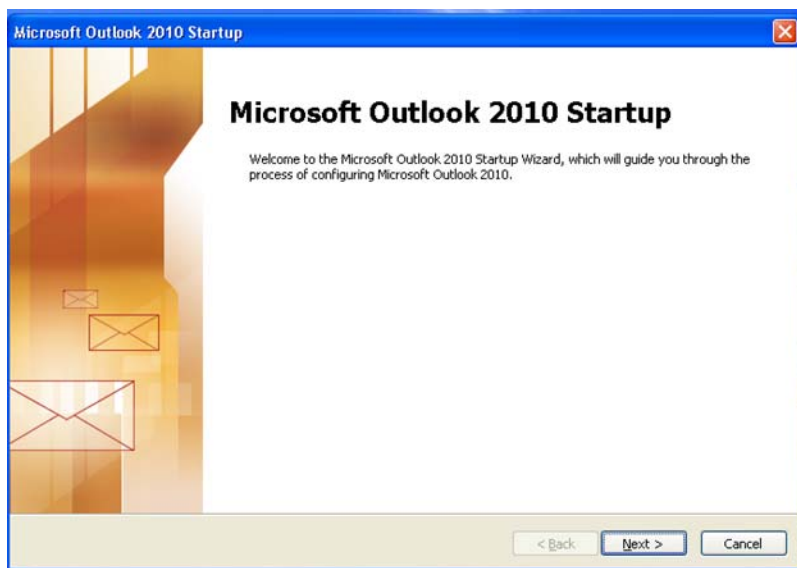 Microsoft Outlook 2010 Startup
Microsoft Outlook 2010 Startup
Welcome to the Microsoft Outlook 2010 Startup Wizard, which will guide you through the
process of configuring Microsoft Outlook 2010.
< Back Next > Cancel